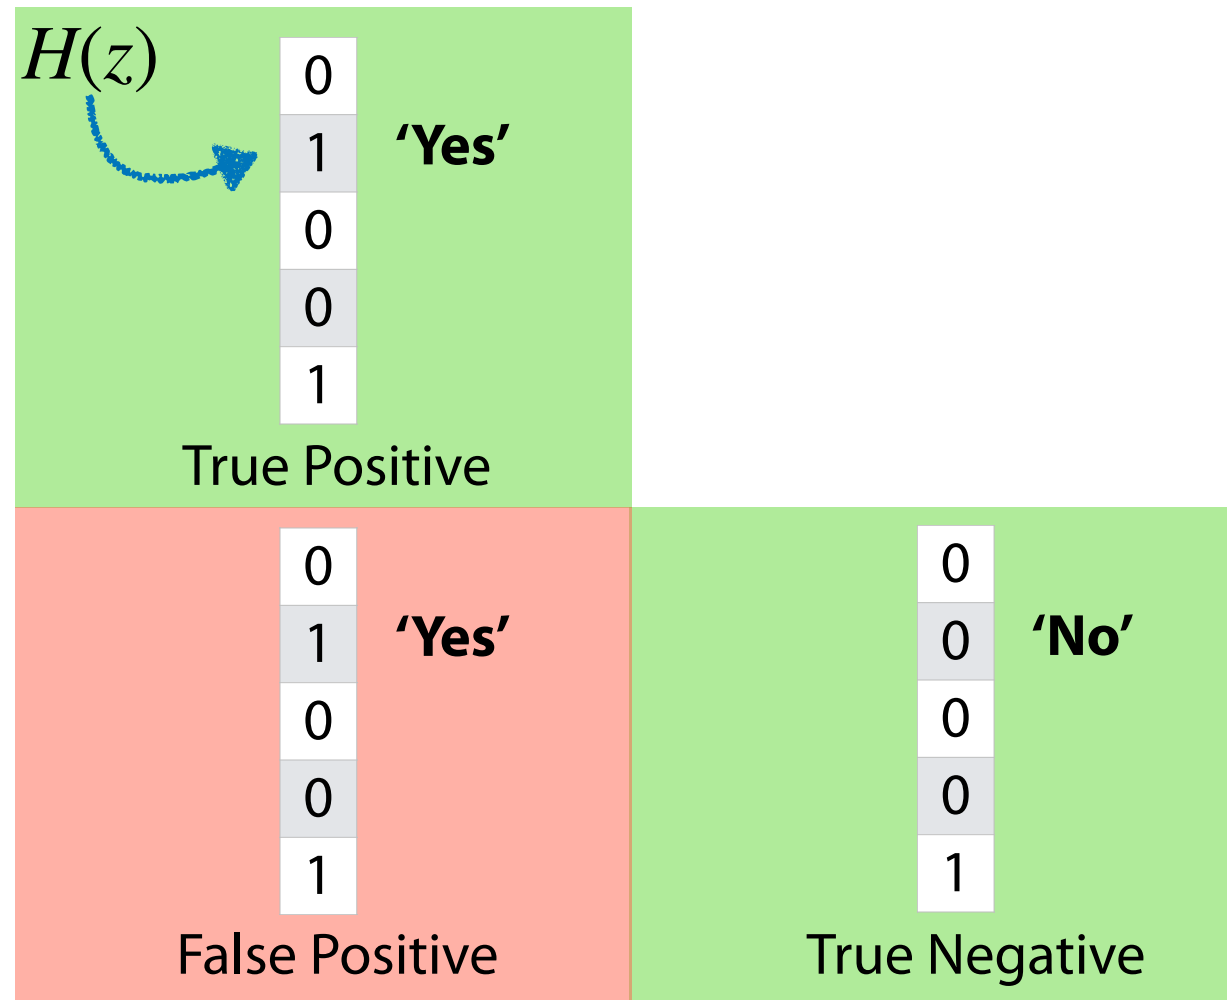 H(z)
0
1 ‘Yes’
0
0
1
True Positive
0
1 ‘Yes’
0
0
1
False Positive
0
0 ‘No’
0
0
1
True Negative